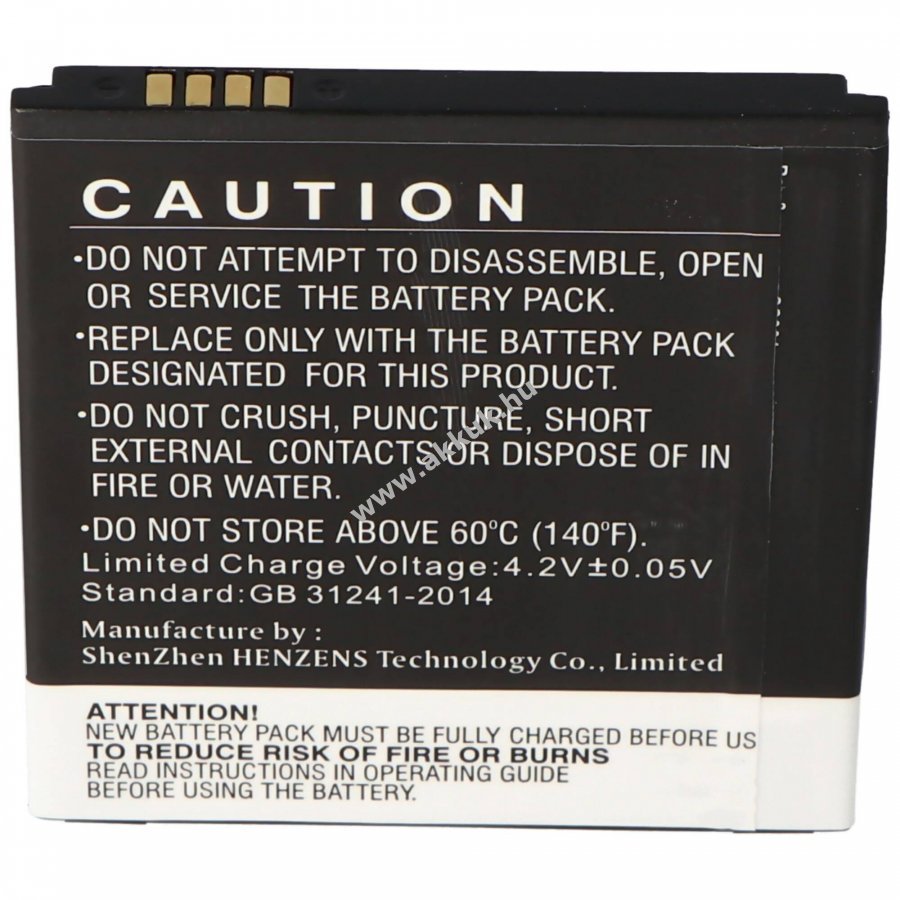 CAUTION
•DO NOT ATTEMPT TO DISASSEMBLE, OPEN
OR SERVICE THE BATTERY PACK.
•REPLACE ONLY WITH THE BATTERY PACK
DESIGNATED FOR THIS PRODUCT.
•DO NOT CRUSH, PUNCTURE, SHORT
EXTERNAL CONTACTS OR DISPOSE OF IN
FIRE OR WATER.
•DO NOT STORE ABOVE 60°C (140°F).
Limited Charge Voltage:4.2V±0.05V
Standard:GB 31241-2014
Manufacture by :
ShenZhen HENZENS Technology Co., Limited
ATTENTION!
NEW BATTERY PACK MUST BE FULLY CHARGED BEFORE US
TO REDUCE RISK OF FIRE OR BURNS
READ INSTRUCTIONS IN OPERATING GUIDE
BEFORE USING THE BATTERY.
www.akkuk.hu